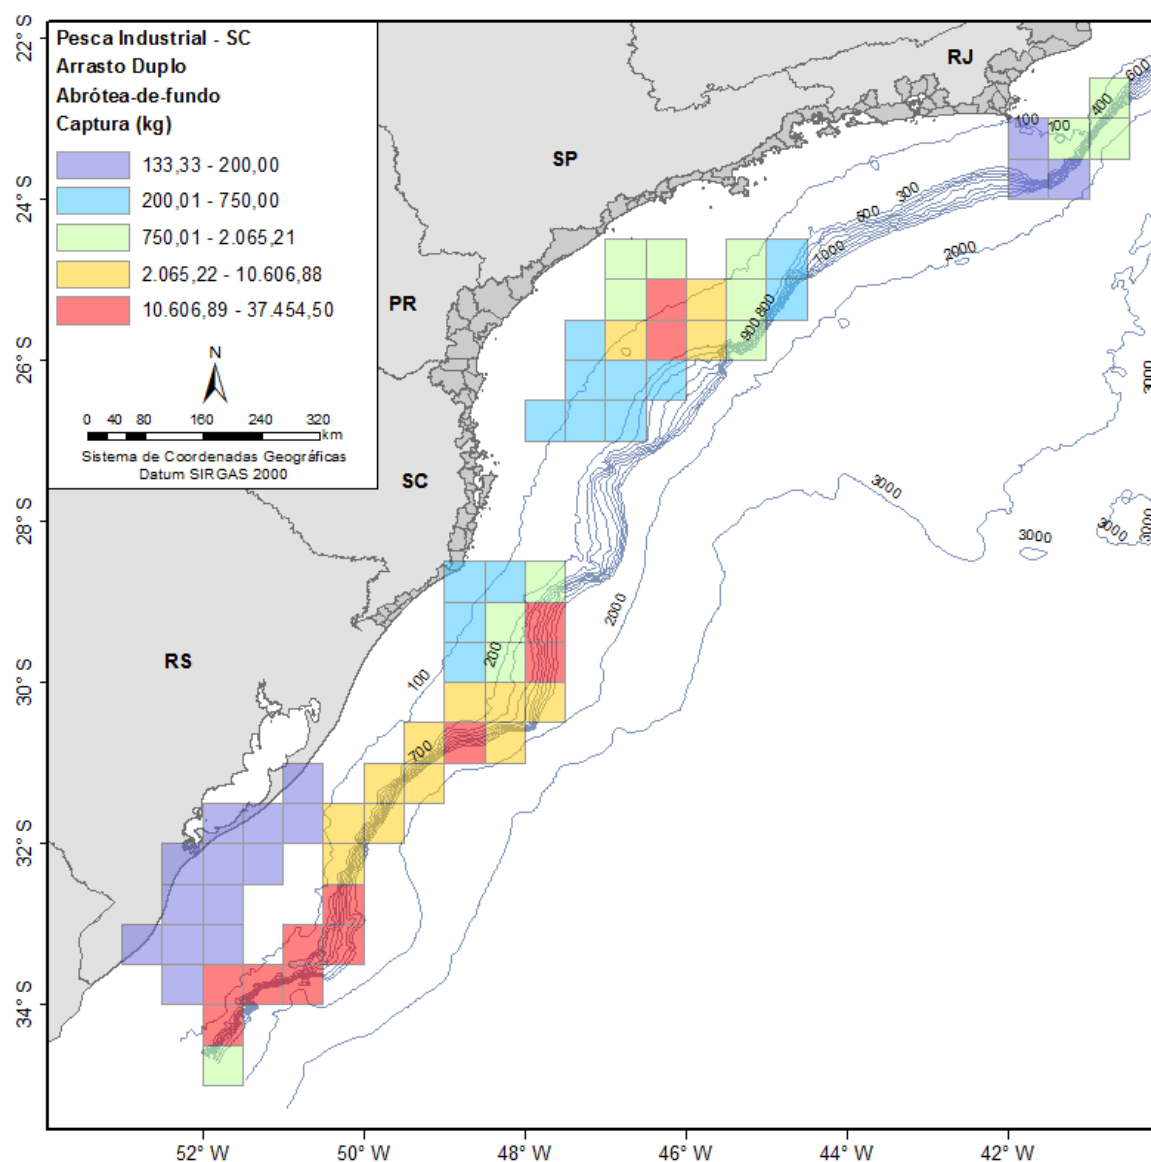 Pesca Industrial - SC
Arrasto Duplo
Abrótea-de-fundo
Captura (kg)
133,33 - 200,00
200,01 - 750,00
750,01 - 2.065,21
2.065,22 - 10.606,88
10.606,89 - 37.454,50
N
0 40 80 160 240 320
km
Sistema de Coordenadas Geográficas
Datum SIRGAS 2000
RJ
SP
PR
SC
RS
600
400
100
100
300
500
1000
2000
800
900
3000
3000
3000
3000
3000
2000
200
100
700
22° S
24° S
26° S
28° S
30° S
32° S
34° S
52° W
50° W
48° W
46° W
44° W
42° W